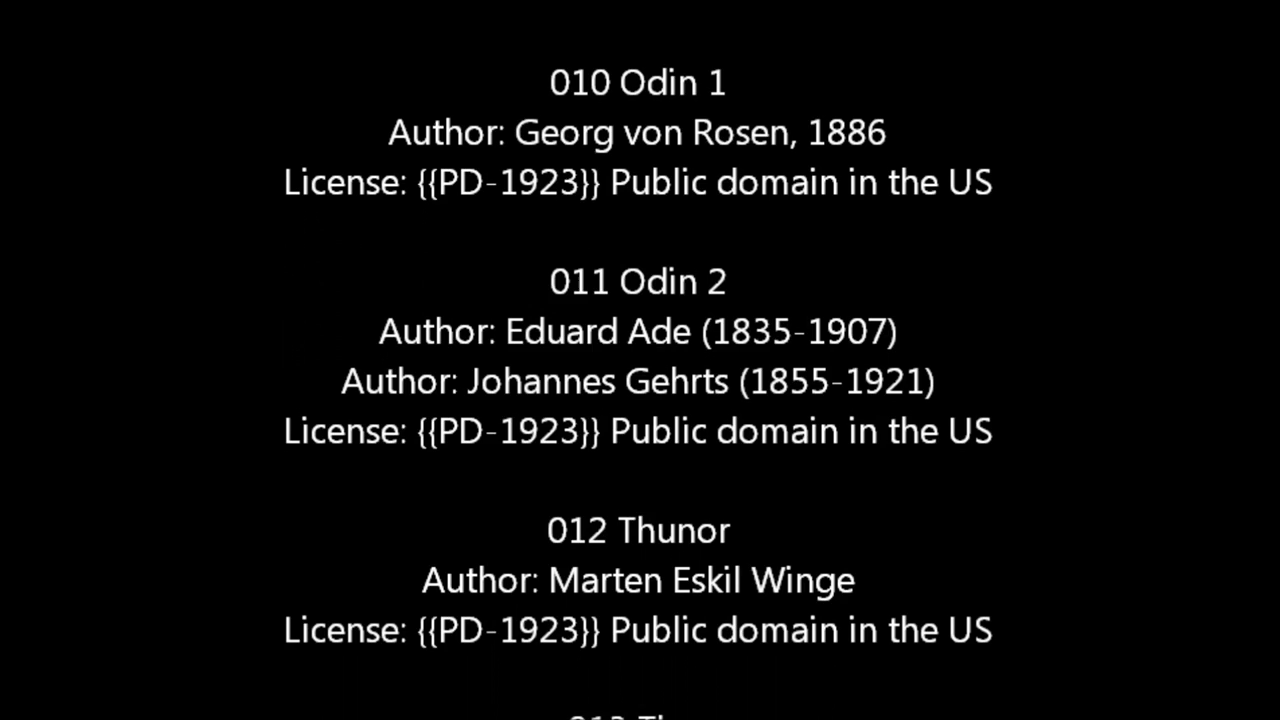 010 Odin 1
Author: Georg von Rosen, 1886
License: {{PD-1923}} Public domain in the US
011 Odin 2
Author: Eduard Ade (1835-1907)
Author: Johannes Gehrts (1855-1921)
License: {{PD-1923}} Public domain in the US
012 Thunor
Author: Marten Eskil Winge
License: {{PD-1923}} Public domain in the US